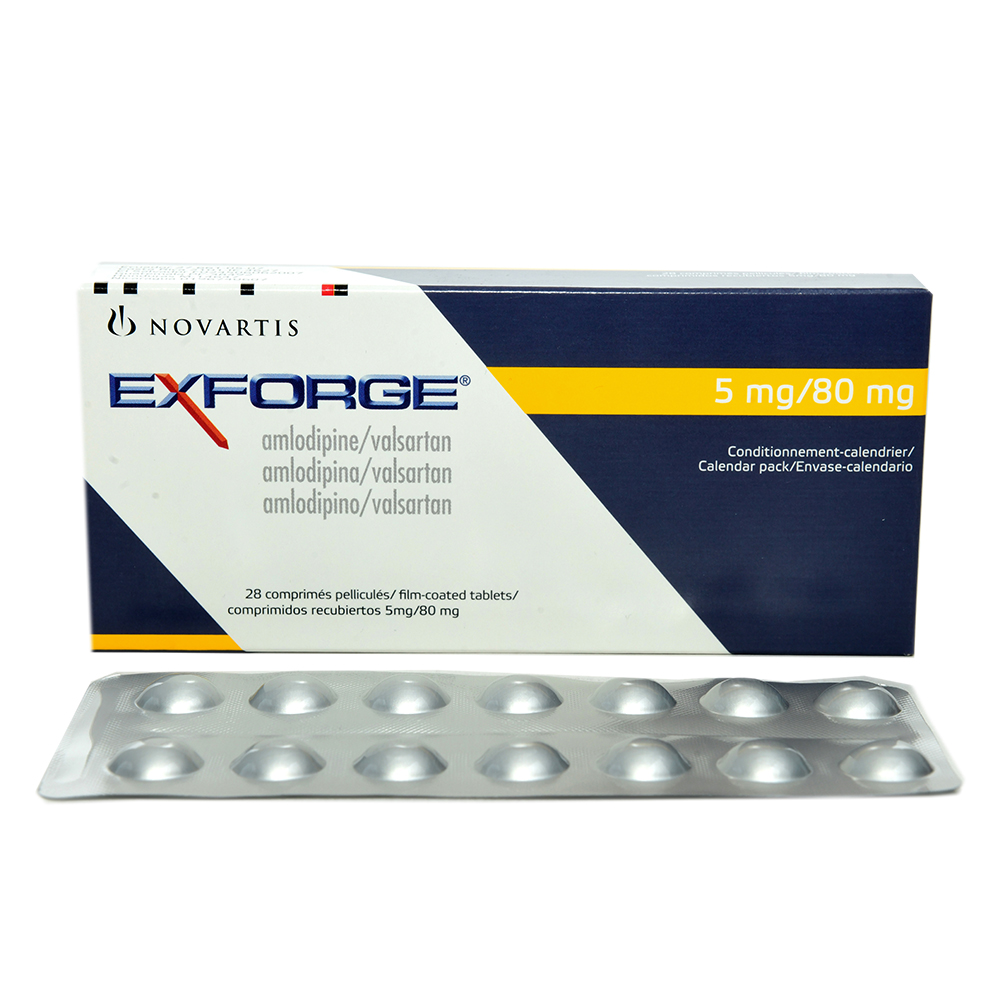 NOVARTIS
EXFORGE®
amlodipine/valsartan
amlodipina/valsartan
amlodipino/valsartan
5 mg/80 mg
Conditionnement-calendrier/
Calendar pack/Envase-calendario
28 comprimés pelliculés/ film-coated tablets/
comprimidos recubiertos 5mg/80 mg